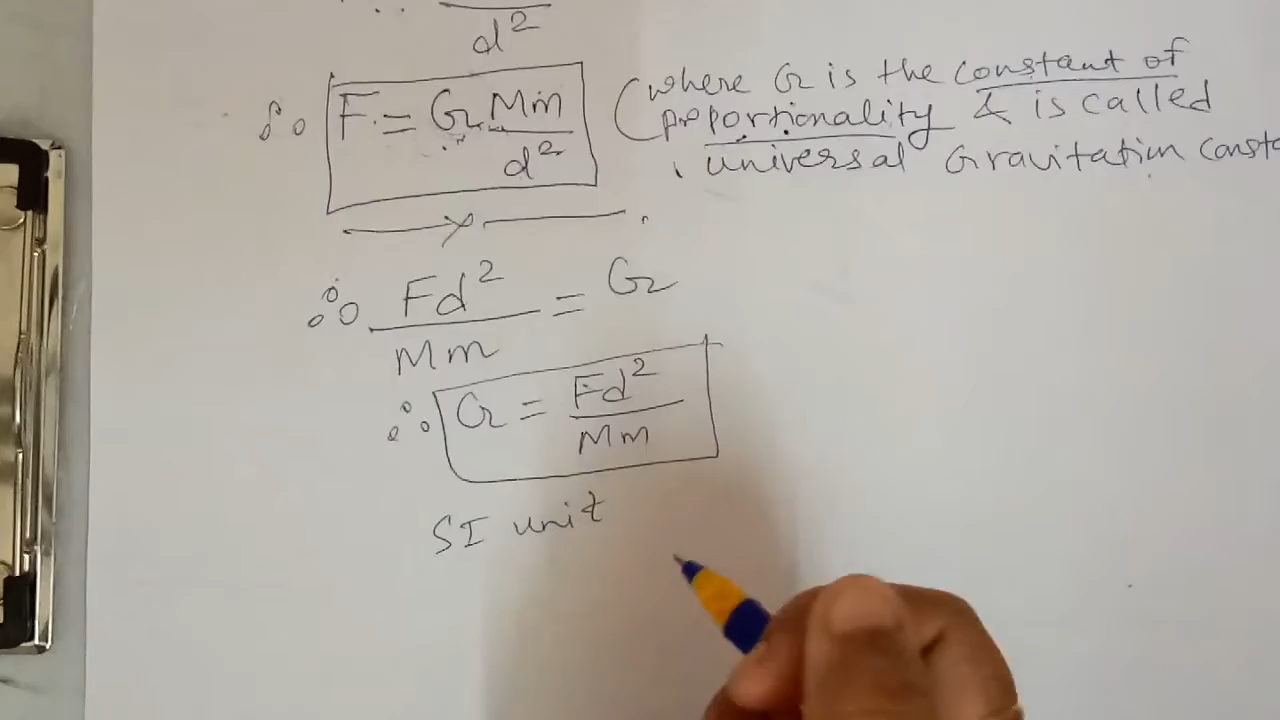 d²
∴ F = G Mm/d² (where G is the constant of
proportionality & is called
universal Gravitation const
∴ Fd²/Mm = G
∴ G = Fd²/Mm
SI unit